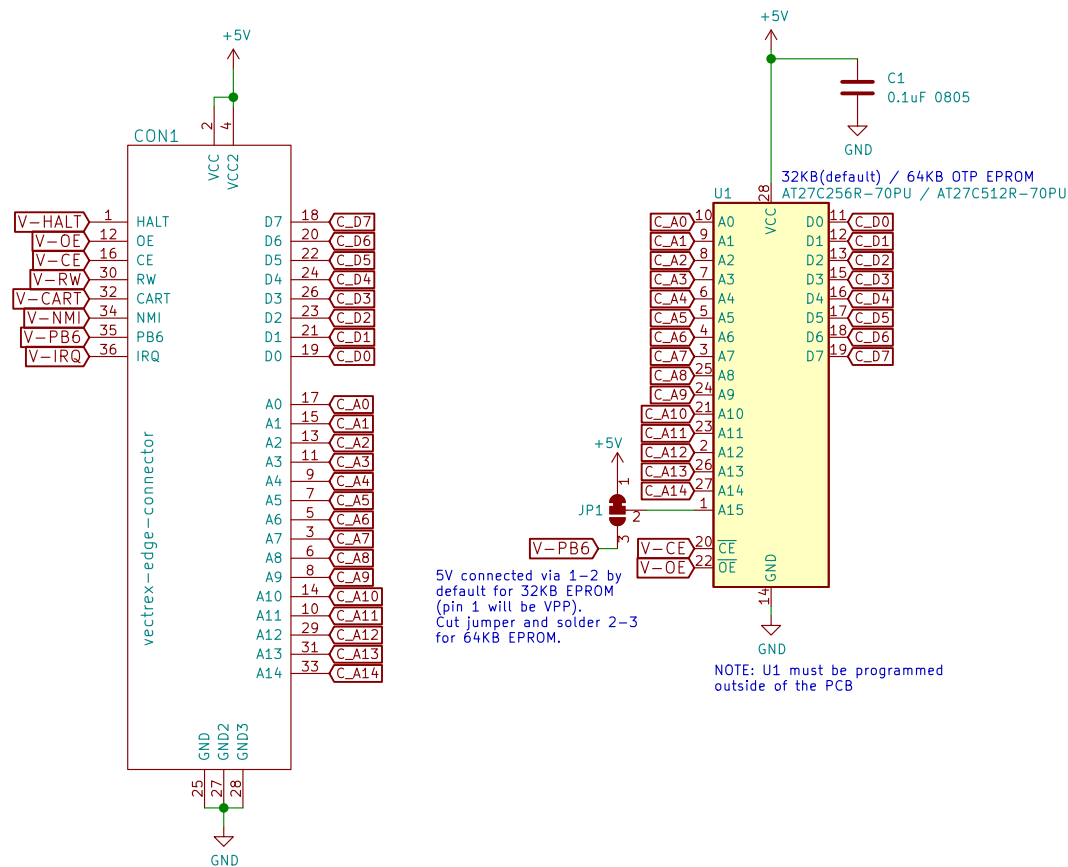 +5V
2
4
CON1
VCC
VCC2
V-HALT 1 HALT
V-OE 12 OE
V-CE 16 CE
V-RW 30 RW
V-CART 32 CART
V-NMI 34 NMI
V-PB6 35 PB6
V-IRQ 36 IRQ
D7 18 C_D7
D6 20 C_D6
D5 22 C_D5
D4 24 C_D4
D3 26 C_D3
D2 23 C_D2
D1 21 C_D1
D0 19 C_D0
A0 17 C_A0
A1 15 C_A1
A2 13 C_A2
A3 11 C_A3
A4 9 C_A4
A5 7 C_A5
A6 5 C_A6
A7 3 C_A7
A8 6 C_A8
A9 8 C_A9
A10 14 C_A10
A11 10 C_A11
A12 29 C_A12
A13 31 C_A13
A14 33 C_A14
vectrex-edge-connector
GND
GND2
GND3
25
27
28
GND
+5V
C1
0.1uF 0805
GND
32KB(default) / 64KB OTP EPROM
U1
AT27C256R-70PU / AT27C512R-70PU
28
VCC
C_A0 10 A0
C_A1 9 A1
C_A2 8 A2
C_A3 7 A3
C_A4 6 A4
C_A5 5 A5
C_A6 4 A6
C_A7 3 A7
C_A8 25 A8
C_A9 24 A9
C_A10 21 A10
C_A11 23 A11
C_A12 2 A12
C_A13 26 A13
C_A14 27 A14
1 A15
V-CE 20 CE
V-OE 22 OE
D0 11 C_D0
D1 12 C_D1
D2 13 C_D2
D3 15 C_D3
D4 16 C_D4
D5 17 C_D5
D6 18 C_D6
D7 19 C_D7
+5V
1
JP1
2
3
V-PB6
5V connected via 1-2 by
default for 32KB EPROM
(pin 1 will be VPP).
Cut jumper and solder 2-3
for 64KB EPROM.
GND
14
GND
NOTE: U1 must be programmed
outside of the PCB